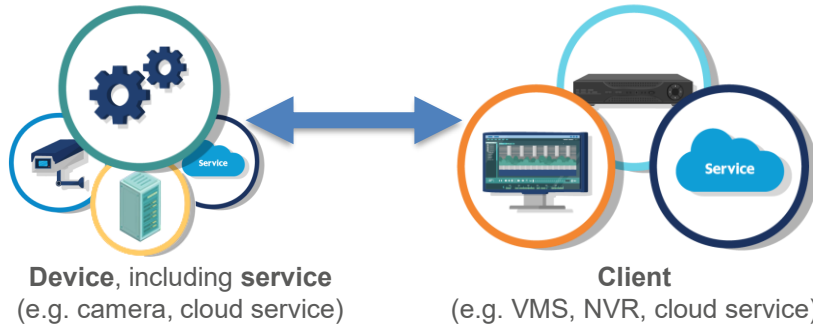 Service
Service
Device, including service
(e.g. camera, cloud service)
Client
(e.g. VMS, NVR, cloud service)